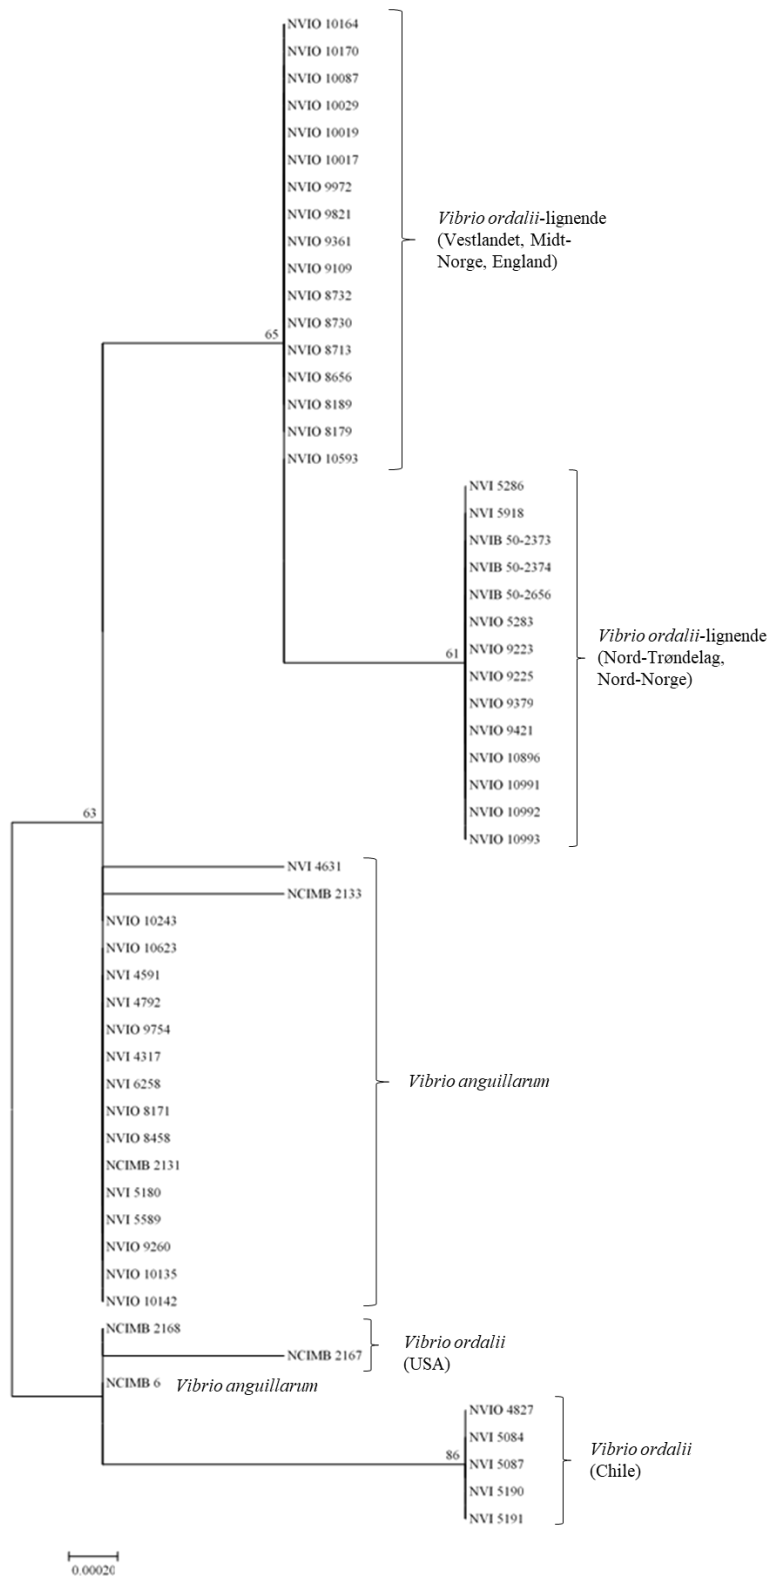 NVIO 10164
NVIO 10170
NVIO 10087
NVIO 10029
NVIO 10019
NVIO 10017
NVIO 9972
NVIO 9821
NVIO 9361
NVIO 9109
NVIO 8732
NVIO 8730
NVIO 8713
NVIO 8656
NVIO 8189
NVIO 8179
NVIO 10593
65
Vibrio ordalii-lignende
(Vestlandet, Midt-
Norge, England)
NVI 5286
NVI 5918
NVIB 50-2373
NVIB 50-2374
NVIB 50-2656
NVIO 5283
NVIO 9223
NVIO 9225
NVIO 9379
NVIO 9421
NVIO 10896
NVIO 10991
NVIO 10992
NVIO 10993
61
Vibrio ordalii-lignende
(Nord-Trøndelag,
Nord-Norge)
63
NVI 4631
NCIMB 2133
NVIO 10243
NVIO 10623
NVI 4591
NVI 4792
NVIO 9754
NVI 4317
NVI 6258
NVIO 8171
NVIO 8458
NCIMB 2131
NVI 5180
NVI 5589
NVIO 9260
NVIO 10135
NVIO 10142
Vibrio anguillarum
NCIMB 2168
NCIMB 2167
Vibrio ordalii
(USA)
NCIMB 6 Vibrio anguillarum
NVIO 4827
NVI 5084
NVI 5087
NVI 5190
NVI 5191
86
Vibrio ordalii
(Chile)
0.00020